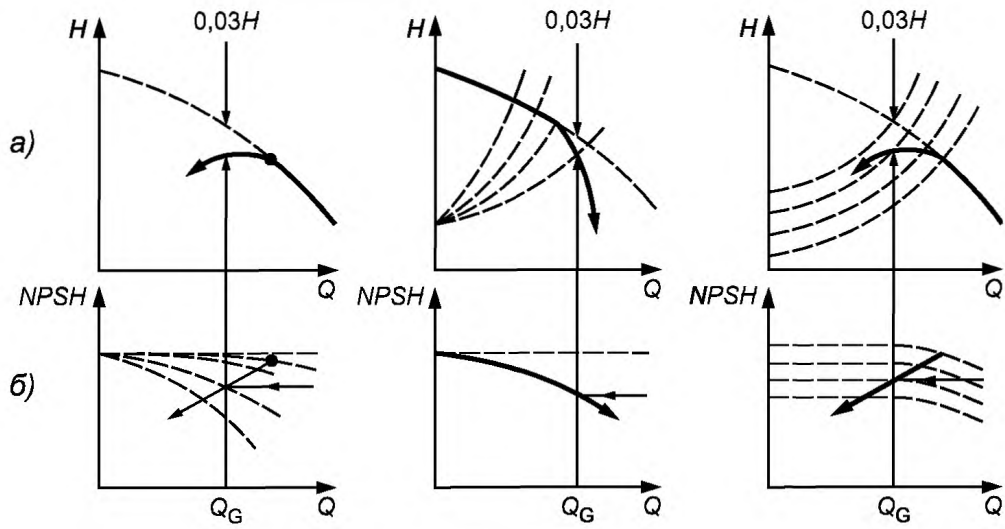 H 0,03H H 0,03H H 0,03H
а)
Q Q Q
NPSH NPSH NPSH
б)
Q_G Q Q_G Q Q_G Q